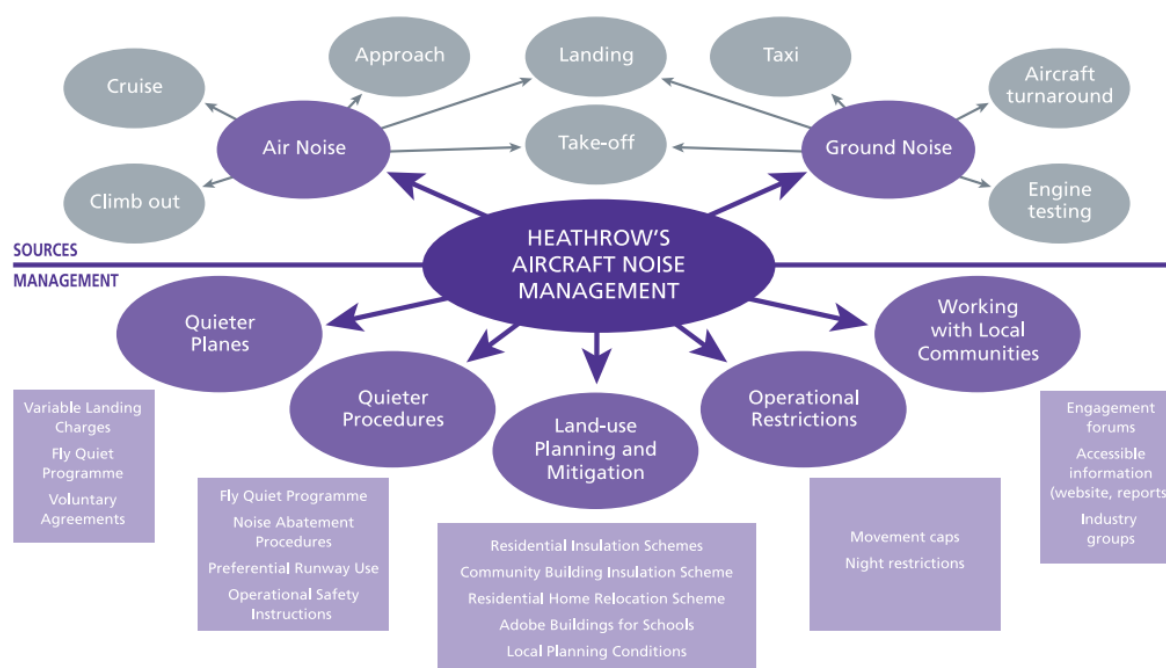 Cruise
Approach
Landing
Taxi
Aircraft
turnaround
Air Noise
Take-off
Ground Noise
Climb out
Engine
testing
SOURCES
MANAGEMENT
HEATHROW'S
AIRCRAFT NOISE
MANAGEMENT
Quieter
Planes
Quieter
Procedures
Land-use
Planning and
Mitigation
Operational
Restrictions
Working
with Local
Communities
Variable Landing
Charges
Fly Quiet
Programme
Voluntary
Agreements
Fly Quiet Programme
Noise Abatement
Procedures
Preferential Runway Use
Operational Safety
Instructions
Residential Insulation Schemes
Community Building Insulation Scheme
Residential Home Relocation Scheme
Adobe Buildings for Schools
Local Planning Conditions
Movement caps
Night restrictions
Engagement
forums
Accessible
information
(website, reports
Industry
groups